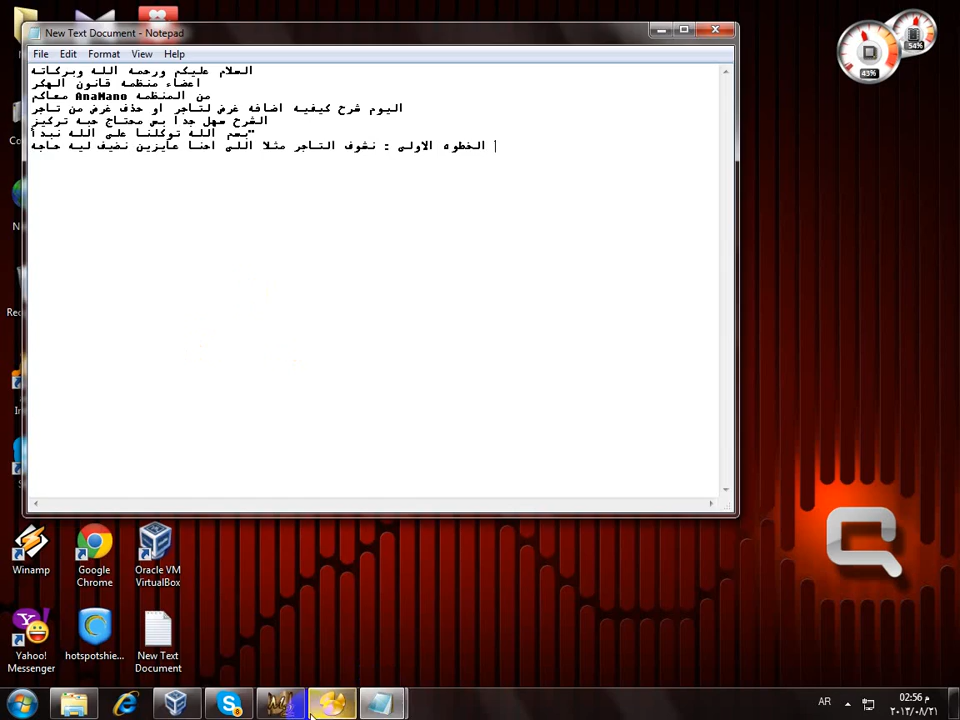 New Text Document - Notepad
File Edit Format View Help
السلام عليكم ورحمه الله وبركاته
اعضاء منظمه قانون الهكر
معاكم AnaMano من المنظمه
اليوم شرح كيفيه اضافه غرض لتاجر او حذف غرض من تاجر
الشرح سهل جدا بس محتاج حبه تركيز
"بسم الله توكلنا على الله نبدأ
الخطوه الاولى : نشوف التاجر مثلا اللى احنا عايزين نضيف ليه حاجه
43%
54%
Winamp
Google Chrome
Oracle VM VirtualBox
Yahoo! Messenger
hotspotshie...
New Text Document
AR
02:56 م
٢٠١٣/٠٨/٢١